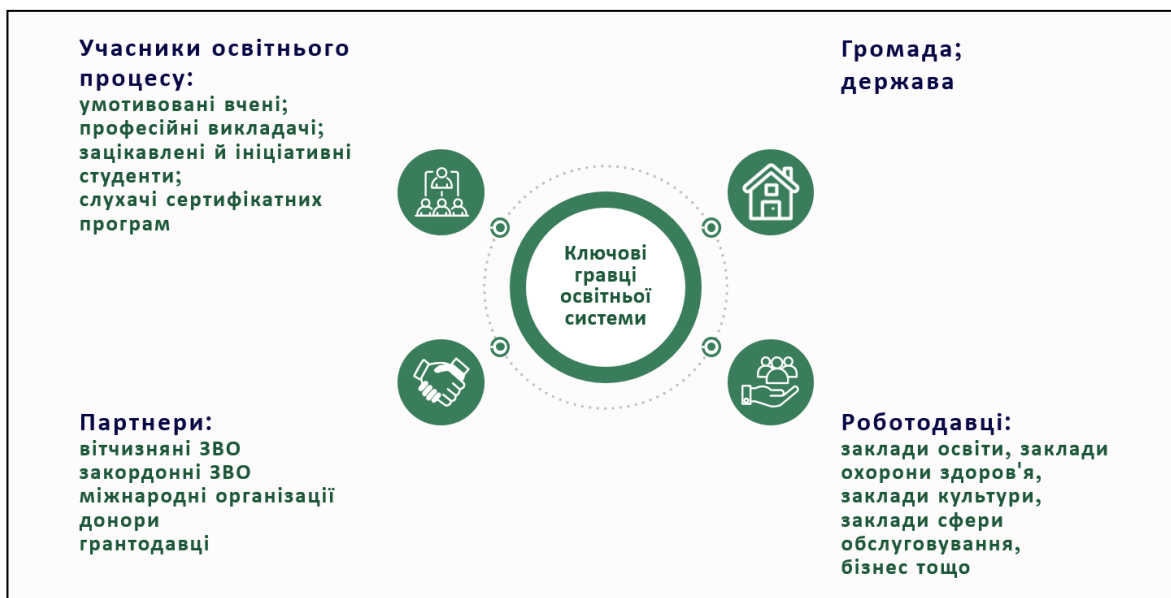 Учасники освітнього
процесу:
умотивовані вчені;
професійні викладачі;
зацікавлені й ініціативні
студенти;
слухачі сертифікатних
програм
Громада;
держава
Ключові
гравці
освітньої
системи
Партнери:
вітчизняні ЗВО
закордонні ЗВО
міжнародні організації
донори
грантодавці
Роботодавці:
заклади освіти, заклади
охорони здоров'я,
заклади культури,
заклади сфери
обслуговування,
бізнес тощо